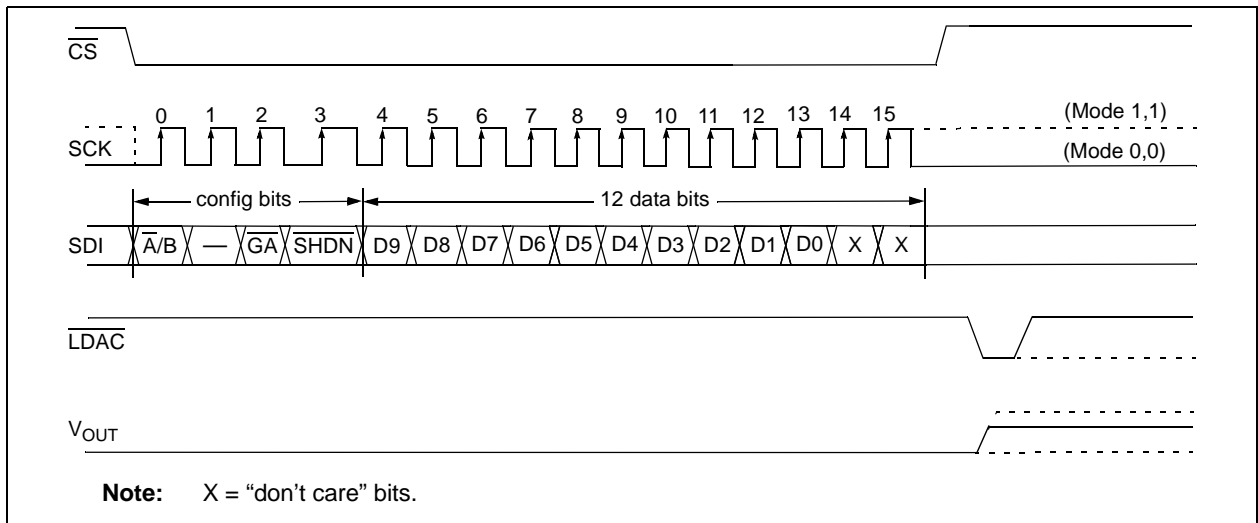 CS
0 1 2 3 4 5 6 7 8 9 10 11 12 13 14 15 (Mode 1,1)
SCK (Mode 0,0)
config bits 12 data bits
SDI A/B — GA SHDN D9 D8 D7 D6 D5 D4 D3 D2 D1 D0 X X
LDAC
VOUT
Note: X = “don’t care” bits.